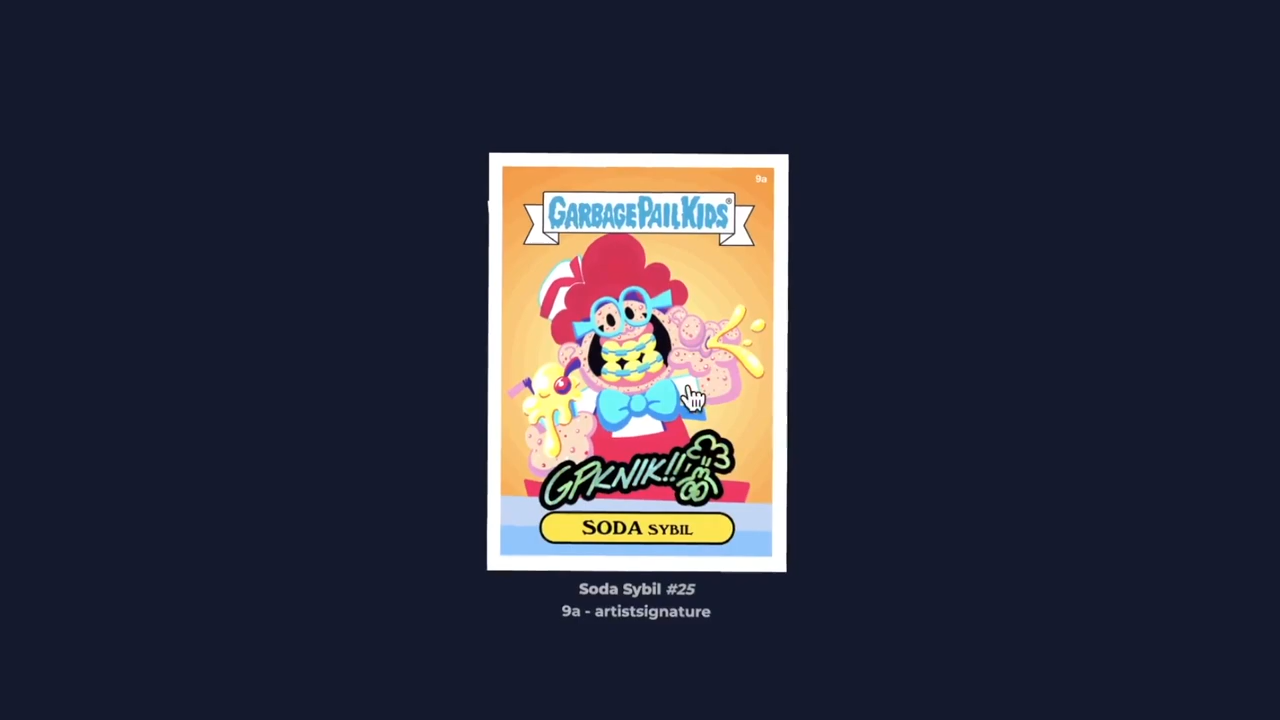 9a
GARBAGE PAIL KIDS®
GPKNIK!!
SODA SYBIL
Soda Sybil #25
9a - artistsignature